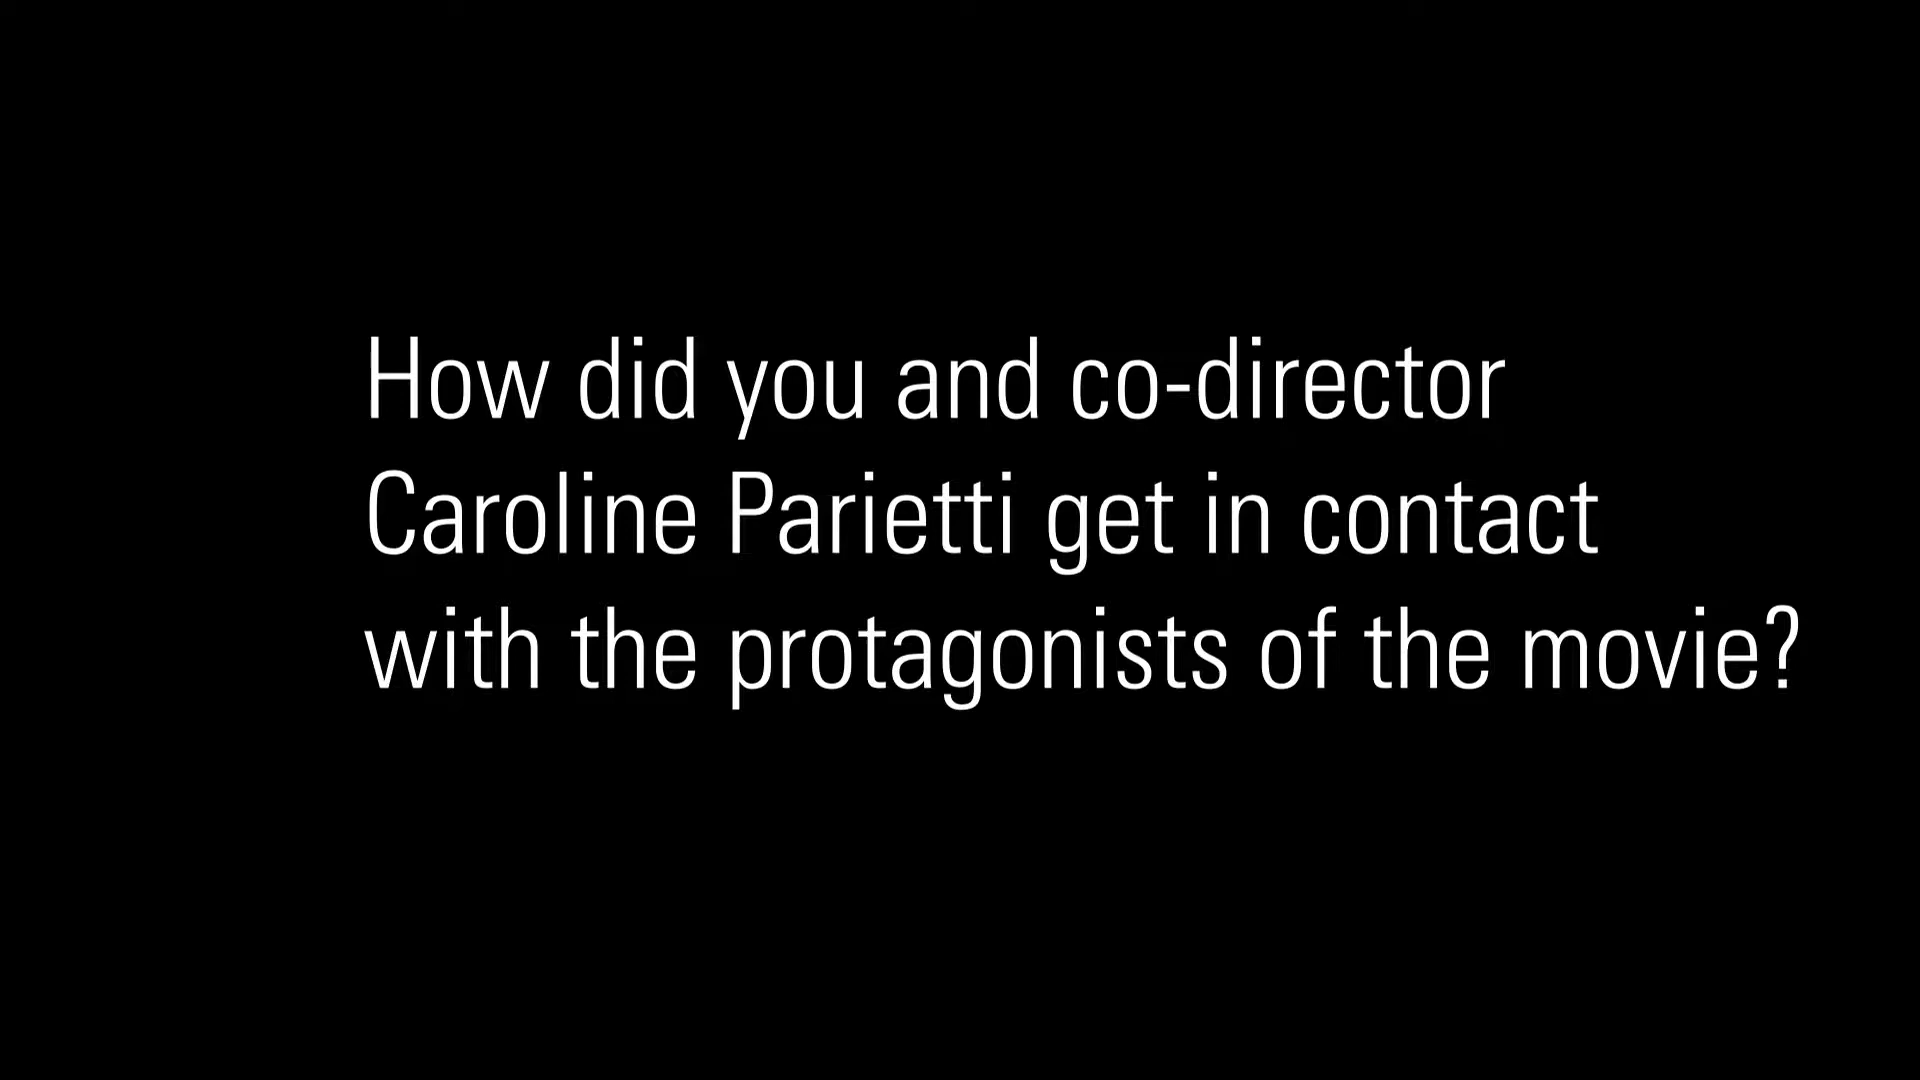 How did you and co-director
Caroline Parietti get in contact
with the protagonists of the movie?